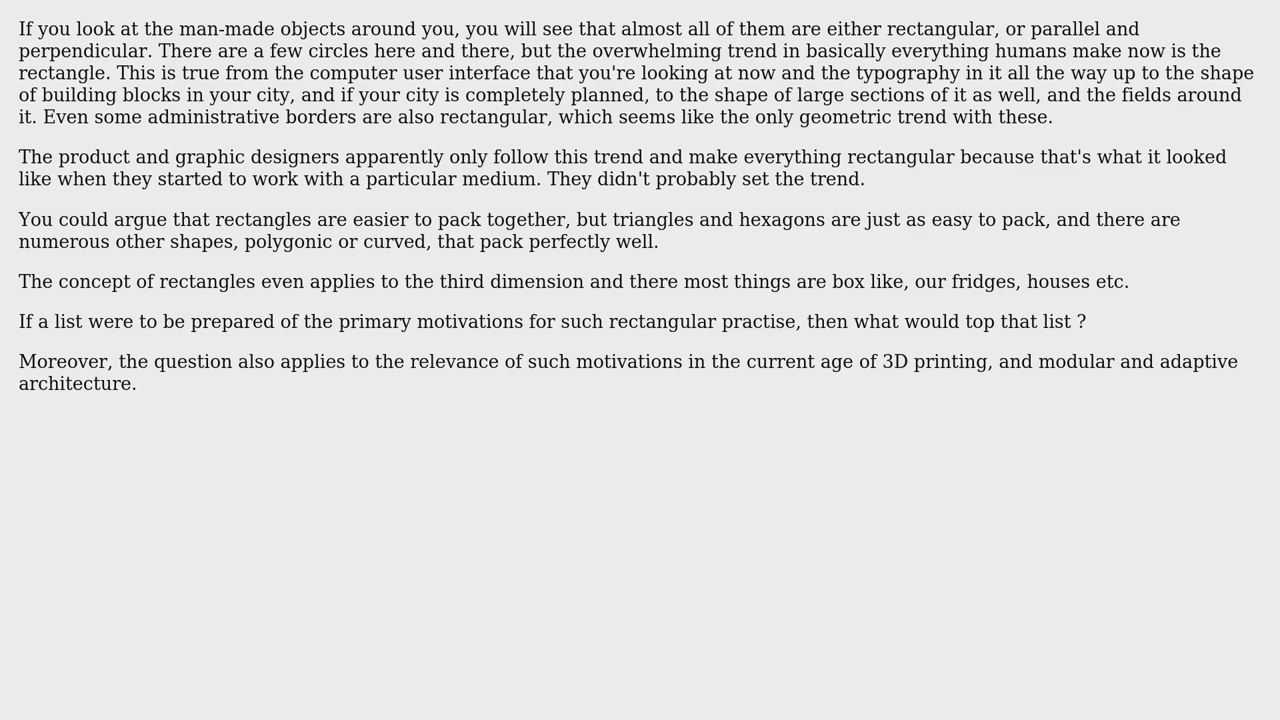 If you look at the man-made objects around you, you will see that almost all of them are either rectangular, or parallel and
perpendicular. There are a few circles here and there, but the overwhelming trend in basically everything humans make now is the
rectangle. This is true from the computer user interface that you're looking at now and the typography in it all the way up to the shape
of building blocks in your city, and if your city is completely planned, to the shape of large sections of it as well, and the fields around
it. Even some administrative borders are also rectangular, which seems like the only geometric trend with these.
The product and graphic designers apparently only follow this trend and make everything rectangular because that's what it looked
like when they started to work with a particular medium. They didn't probably set the trend.
You could argue that rectangles are easier to pack together, but triangles and hexagons are just as easy to pack, and there are
numerous other shapes, polygonic or curved, that pack perfectly well.
The concept of rectangles even applies to the third dimension and there most things are box like, our fridges, houses etc.
If a list were to be prepared of the primary motivations for such rectangular practise, then what would top that list ?
Moreover, the question also applies to the relevance of such motivations in the current age of 3D printing, and modular and adaptive
architecture.